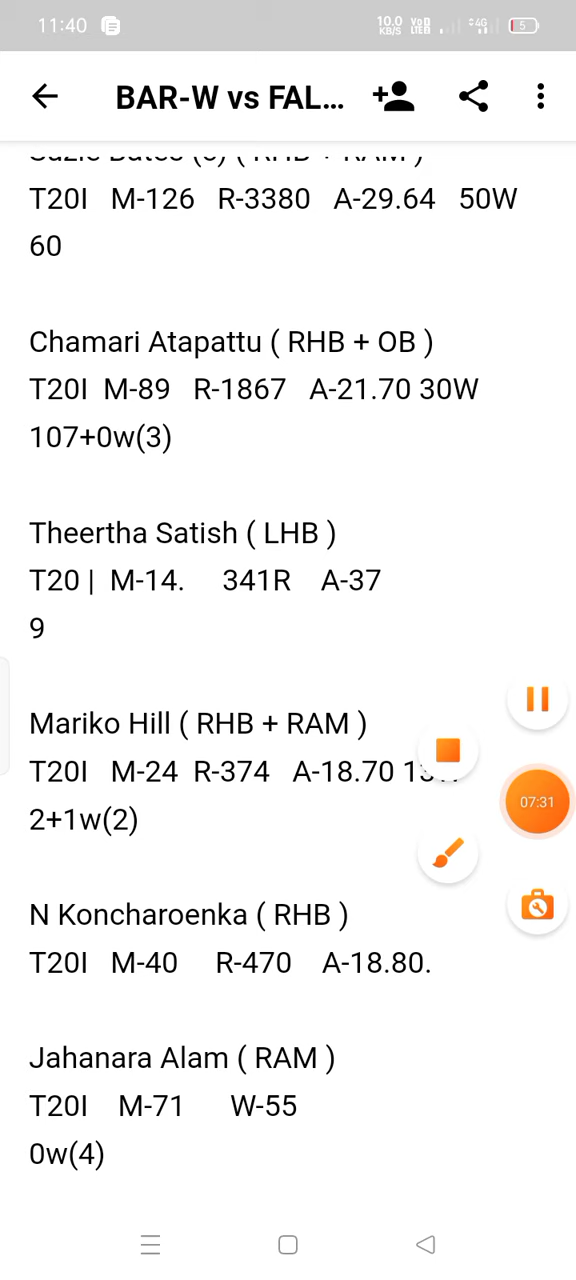 11:40
10.0 KB/S
4G
5
BAR-W vs FAL...
T20I M-126 R-3380 A-29.64 50W
60
Chamari Atapattu ( RHB + OB )
T20I M-89 R-1867 A-21.70 30W
107+0w(3)
Theertha Satish ( LHB )
T20 | M-14. 341R A-37
9
Mariko Hill ( RHB + RAM )
T20I M-24 R-374 A-18.70
2+1w(2)
07:31
N Koncharoenka ( RHB )
T20I M-40 R-470 A-18.80.
Jahanara Alam ( RAM )
T20I M-71 W-55
0w(4)